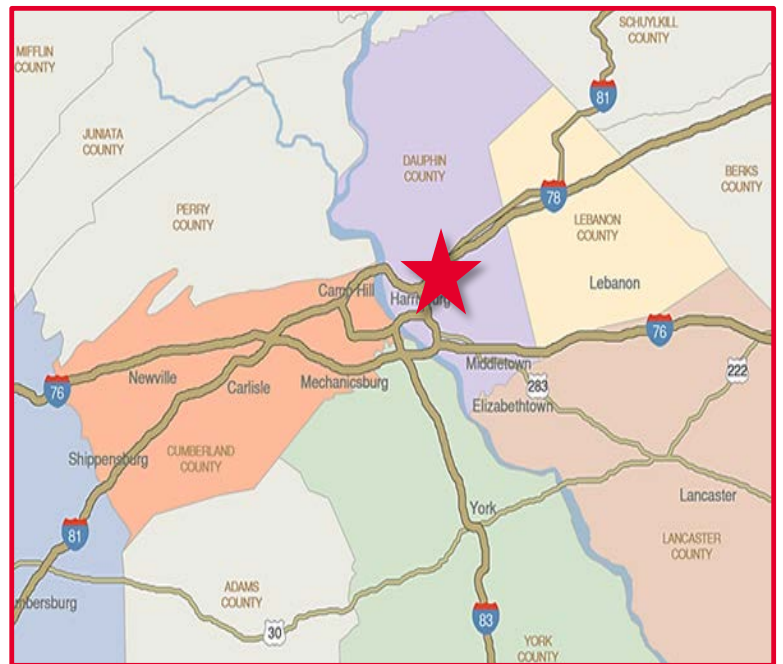 SCHUYLKILL
COUNTY
MIFFLIN
COUNTY
81
JUNIATA
COUNTY
DAUPHIN
COUNTY
BERKS
COUNTY
78
PERRY
COUNTY
LEBANON
COUNTY
Lebanon
Camp Hill
Harrisburg
76
Middletown
283
222
Newville
Carlisle
Mechanicsburg
76
Elizabethtown
CUMBERLAND
COUNTY
Shippensburg
Lancaster
York
81
LANCASTER
COUNTY
ADAMS
COUNTY
mbersburg
30
83
YORK
COUNTY